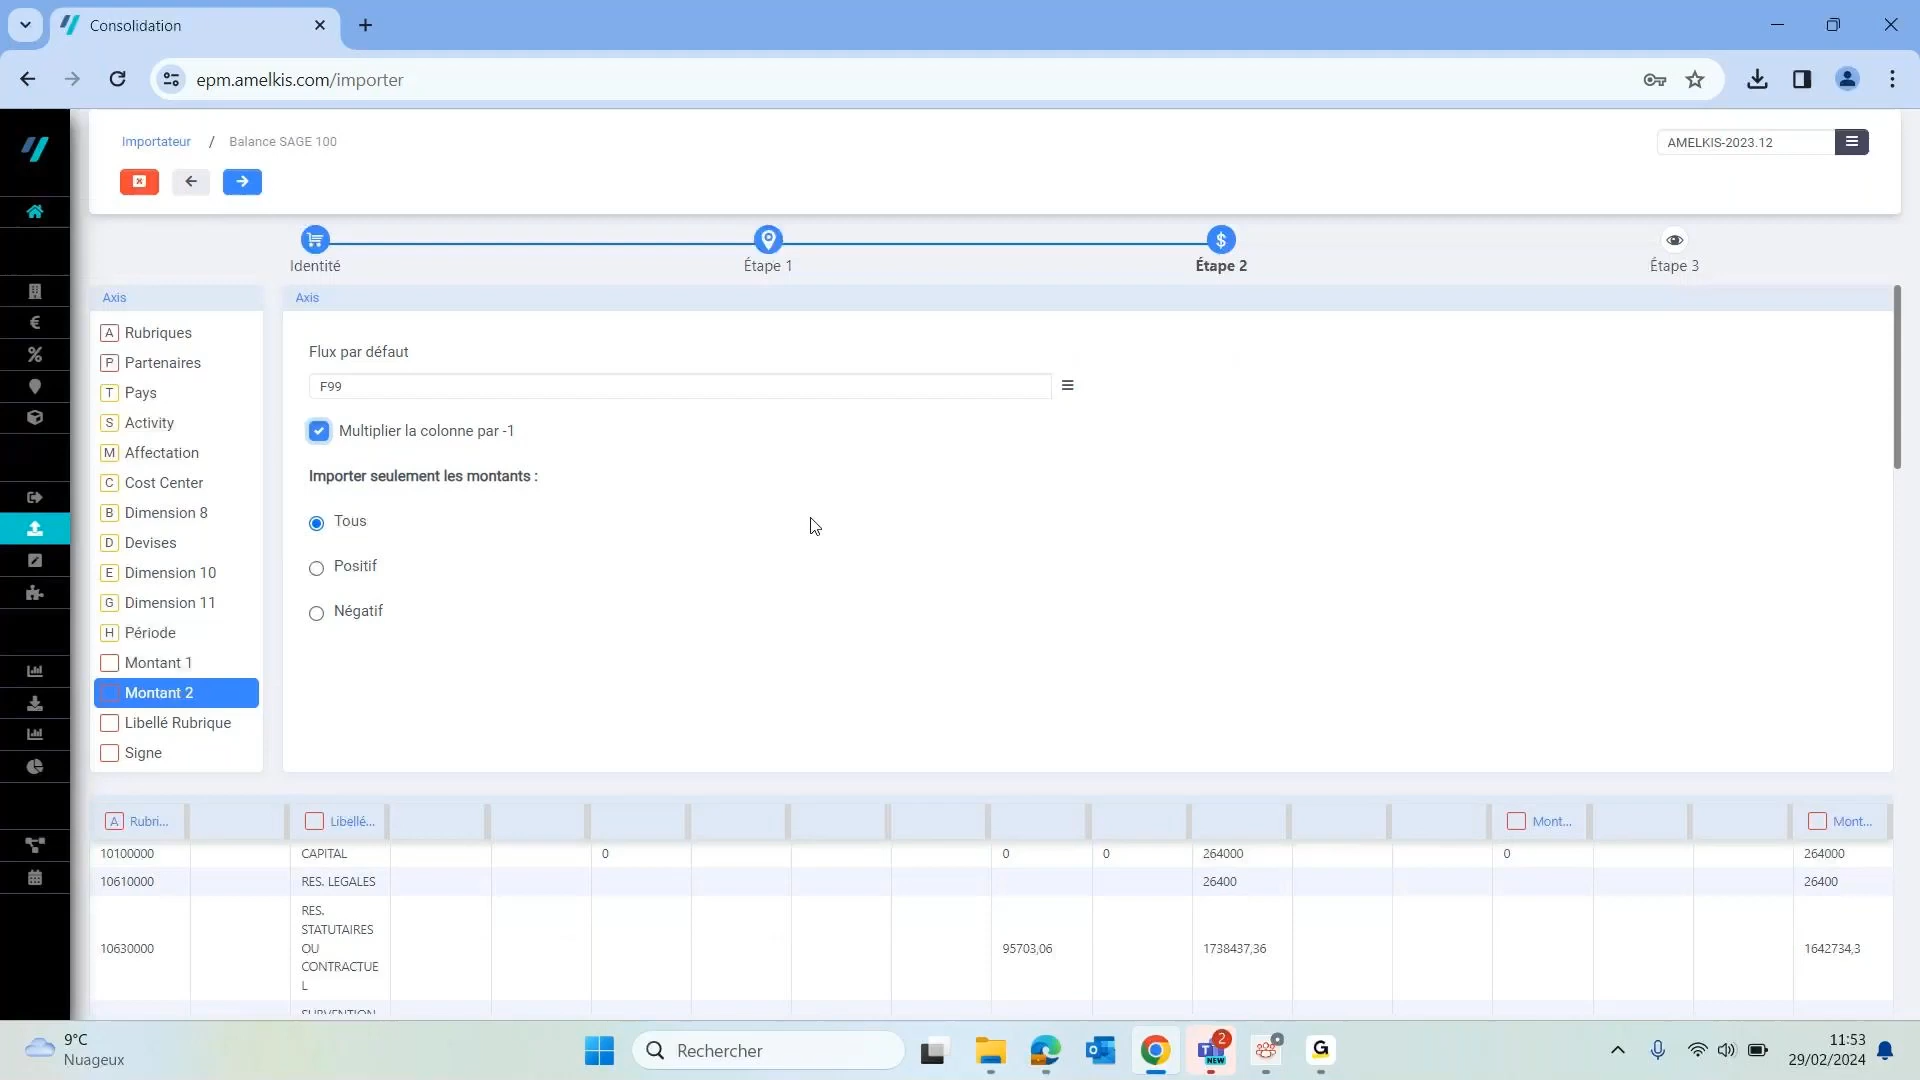 Consolidation
epm.amelkis.com/importer
Importateur / Balance SAGE 100
AMELKIS-2023.12
Identité
Étape 1
Étape 2
Étape 3
Axis
A Rubriques
P Partenaires
T Pays
S Activity
M Affectation
C Cost Center
B Dimension 8
D Devises
E Dimension 10
G Dimension 11
H Période
Montant 1
Montant 2
Libellé Rubrique
Signe
Axis
Flux par défaut
F99
Multiplier la colonne par -1
Importer seulement les montants :
Tous
Positif
Négatif
A Rubri... Libellé... Mont... Mont...
10100000 CAPITAL 0 0 0 264000 0 264000
10610000 RES. LEGALES 26400 26400
RES.
STATUTAIRES
10630000 OU 95703,06 1738437,36 1642734,3
CONTRACTUE
L
SUBVENTION
9°C
Nuageux
Rechercher
2
NEW
11:53
29/02/2024